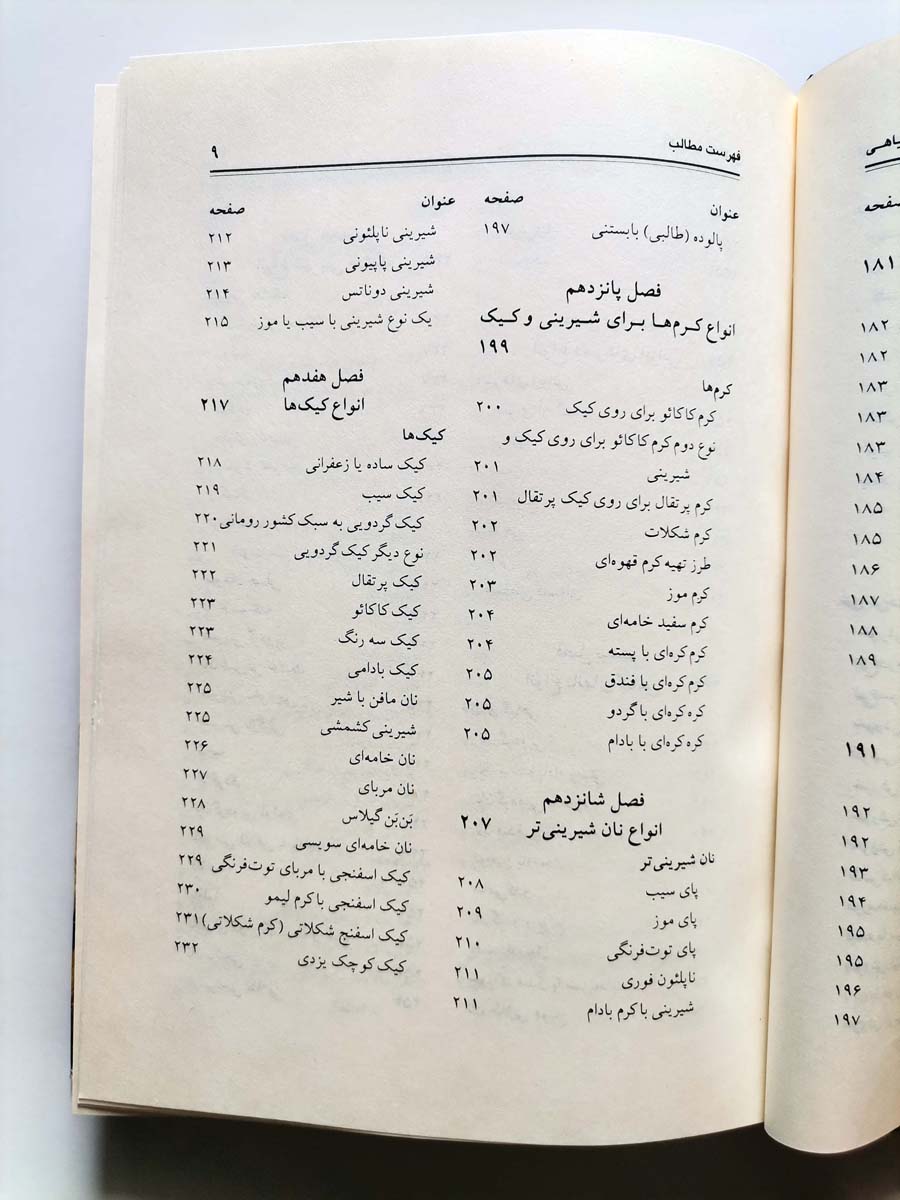 فهرست مطالب ۹
عنوان صفحه
پالوده (طالبی) بابستنی ۱۹۷
فصل پانزدهم
انواع کرم‌ها برای شیرینی و کیک
۱۹۹
کرم‌ها
کرم کاکائو برای روی کیک ۲۰۰
نوع دوم کرم کاکائو برای روی کیک و
شیرینی ۲۰۱
کرم پرتقال برای روی کیک پرتقال ۲۰۱
کرم شکلات ۲۰۲
طرز تهیه کرم قهوه‌ای ۲۰۲
کرم موز ۲۰۳
کرم سفید خامه‌ای ۲۰۴
کرم کره‌ای با پسته ۲۰۴
کرم کره‌ای با فندق ۲۰۵
کره کره‌ای با گردو ۲۰۵
کره کره‌ای با بادام ۲۰۵
فصل شانزدهم
انواع نان شیرینی‌تر ۲۰۷
نان شیرینی‌تر
پای سیب ۲۰۸
پای موز ۲۰۹
پای توت‌فرنگی ۲۱۰
ناپلئون فوری ۲۱۱
شیرینی با کرم بادام ۲۱۱
عنوان صفحه
شیرینی ناپلئونی ۲۱۲
شیرینی پاپیونی ۲۱۳
شیرینی دوناتس ۲۱۴
یک نوع شیرینی با سیب یا موز ۲۱۵
فصل هفدهم
انواع کیک‌ها ۲۱۷
کیک‌ها
کیک ساده یا زعفرانی ۲۱۸
کیک سیب ۲۱۹
کیک گردویی به سبک کشور رومانی ۲۲۰
نوع دیگر کیک گردویی ۲۲۱
کیک پرتقال ۲۲۲
کیک کاکائو ۲۲۳
کیک سه رنگ ۲۲۳
کیک بادامی ۲۲۴
نان مافن با شیر ۲۲۵
شیرینی کشمشی ۲۲۵
نان خامه‌ای ۲۲۶
نان مربای ۲۲۷
بَن‌بَن گیلاس ۲۲۸
نان خامه‌ای سویسی ۲۲۹
کیک اسفنجی با مربای توت‌فرنگی ۲۲۹
کیک اسفنجی با کرم لیمو ۲۳۰
کیک اسفنج شکلاتی (کرم شکلاتی) ۲۳۱
کیک کوچک یزدی ۲۳۲
صفحه
۱۸۱
۱۸۲
۱۸۲
۱۸۳
۱۸۳
۱۸۳
۱۸۴
۱۸۵
۱۸۵
۱۸۶
۱۸۷
۱۸۸
۱۸۹
۱۹۱
۱۹۲
۱۹۲
۱۹۳
۱۹۴
۱۹۵
۱۹۵
۱۹۶
۱۹۷